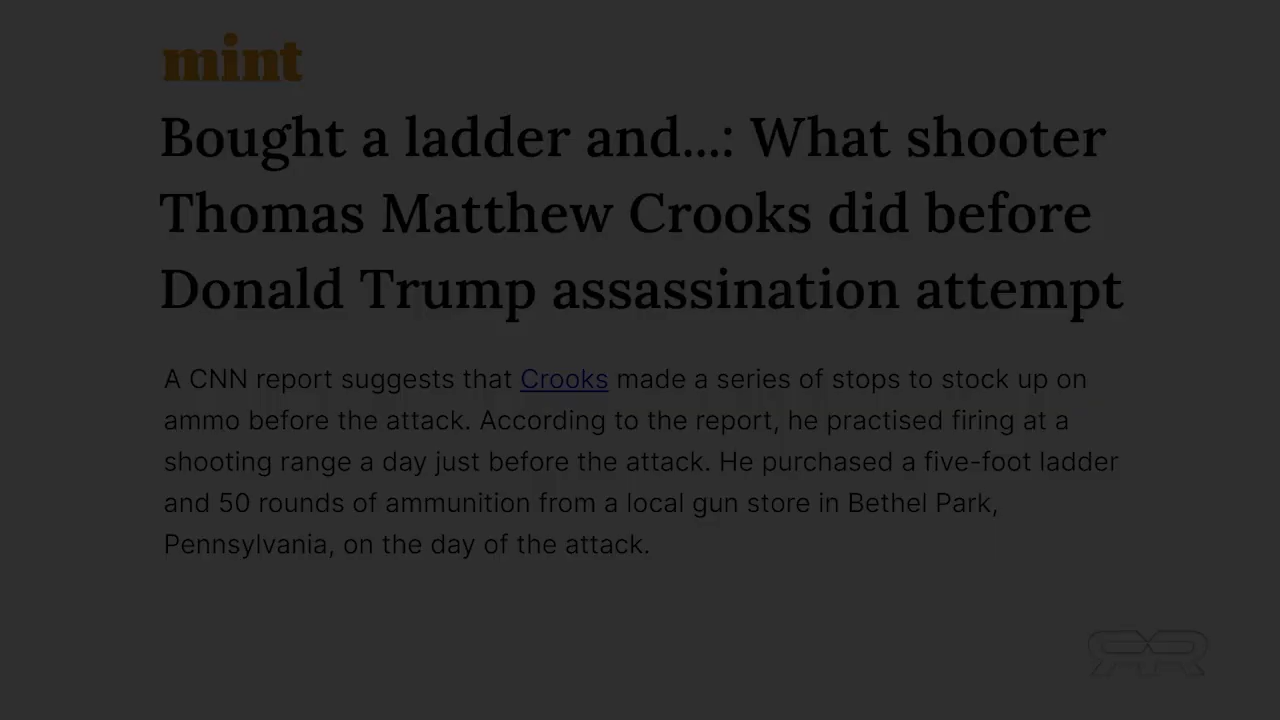 mint
Bought a ladder and...: What shooter
Thomas Matthew Crooks did before
Donald Trump assassination attempt
A CNN report suggests that Crooks made a series of stops to stock up on
ammo before the attack. According to the report, he practised firing at a
shooting range a day just before the attack. He purchased a five-foot ladder
and 50 rounds of ammunition from a local gun store in Bethel Park,
Pennsylvania, on the day of the attack.